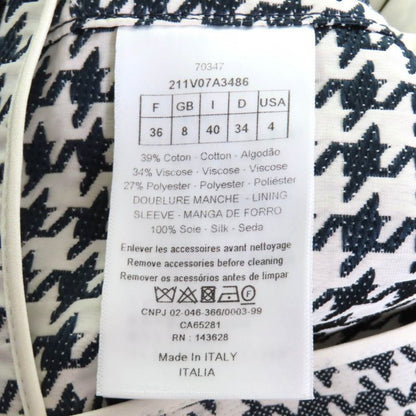 70347
211V07A3486
F GB I D USA
36 8 40 34 4
39% Coton - Cotton - Algodão
34% Viscose - Viscose - Viscose
27% Polyester - Polyester - Poliéster
DOUBLURE MANCHE - LINING
SLEEVE - MANGA DE FORRO
100% Soie - Silk - Seda
Enlever les accessoires avant nettoyage
Remove accessories before cleaning
Remover os acessórios antes de limpar
CNPJ 02-046-366/0003-99
CA65281
RN : 143628
Made In ITALY
ITALIA